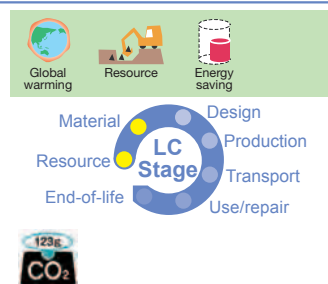 Global warming
Resource
Energy saving
Material
Design
Production
Resource
LC Stage
Transport
End-of-life
Use/repair
123g
CO₂